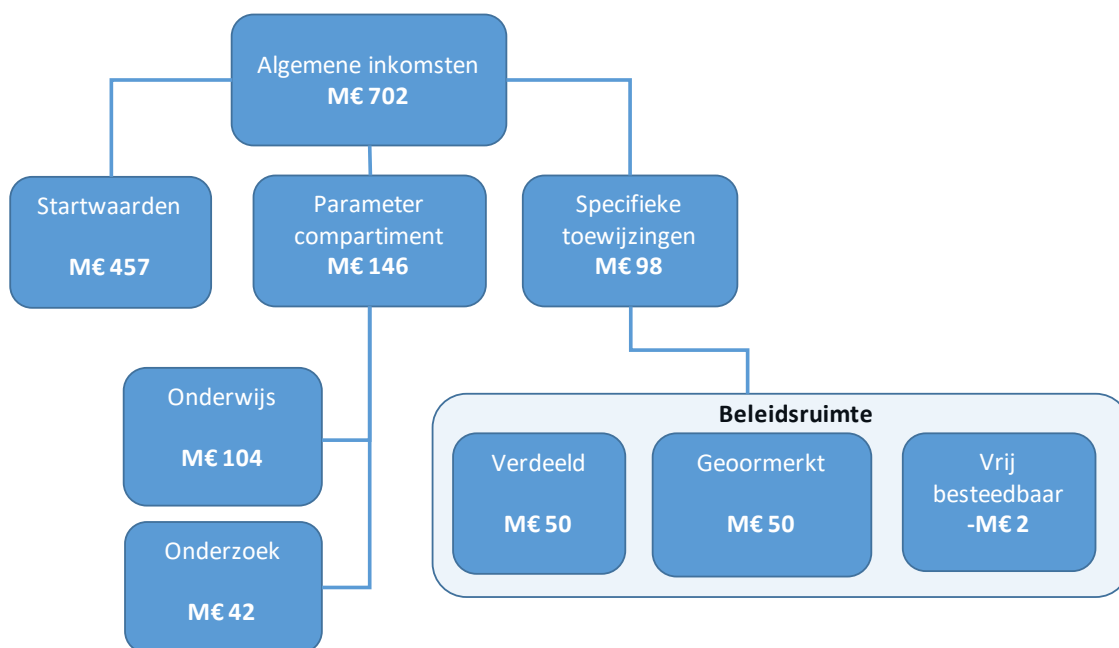 Algemene inkomsten
M€ 702
Startwaarden
M€ 457
Parameter
compartiment
M€ 146
Specifieke
toewijzingen
M€ 98
Onderwijs
M€ 104
Onderzoek
M€ 42
Beleidsruimte
Verdeeld
M€ 50
Geoormerkt
M€ 50
Vrij
besteedbaar
-M€ 2